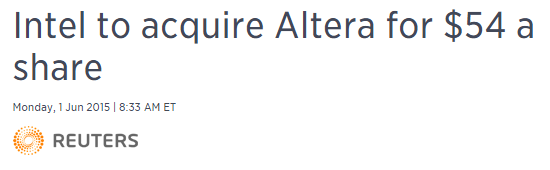 Intel to acquire Altera for $54 a
share
Monday, 1 Jun 2015 | 8:33 AM ET
REUTERS